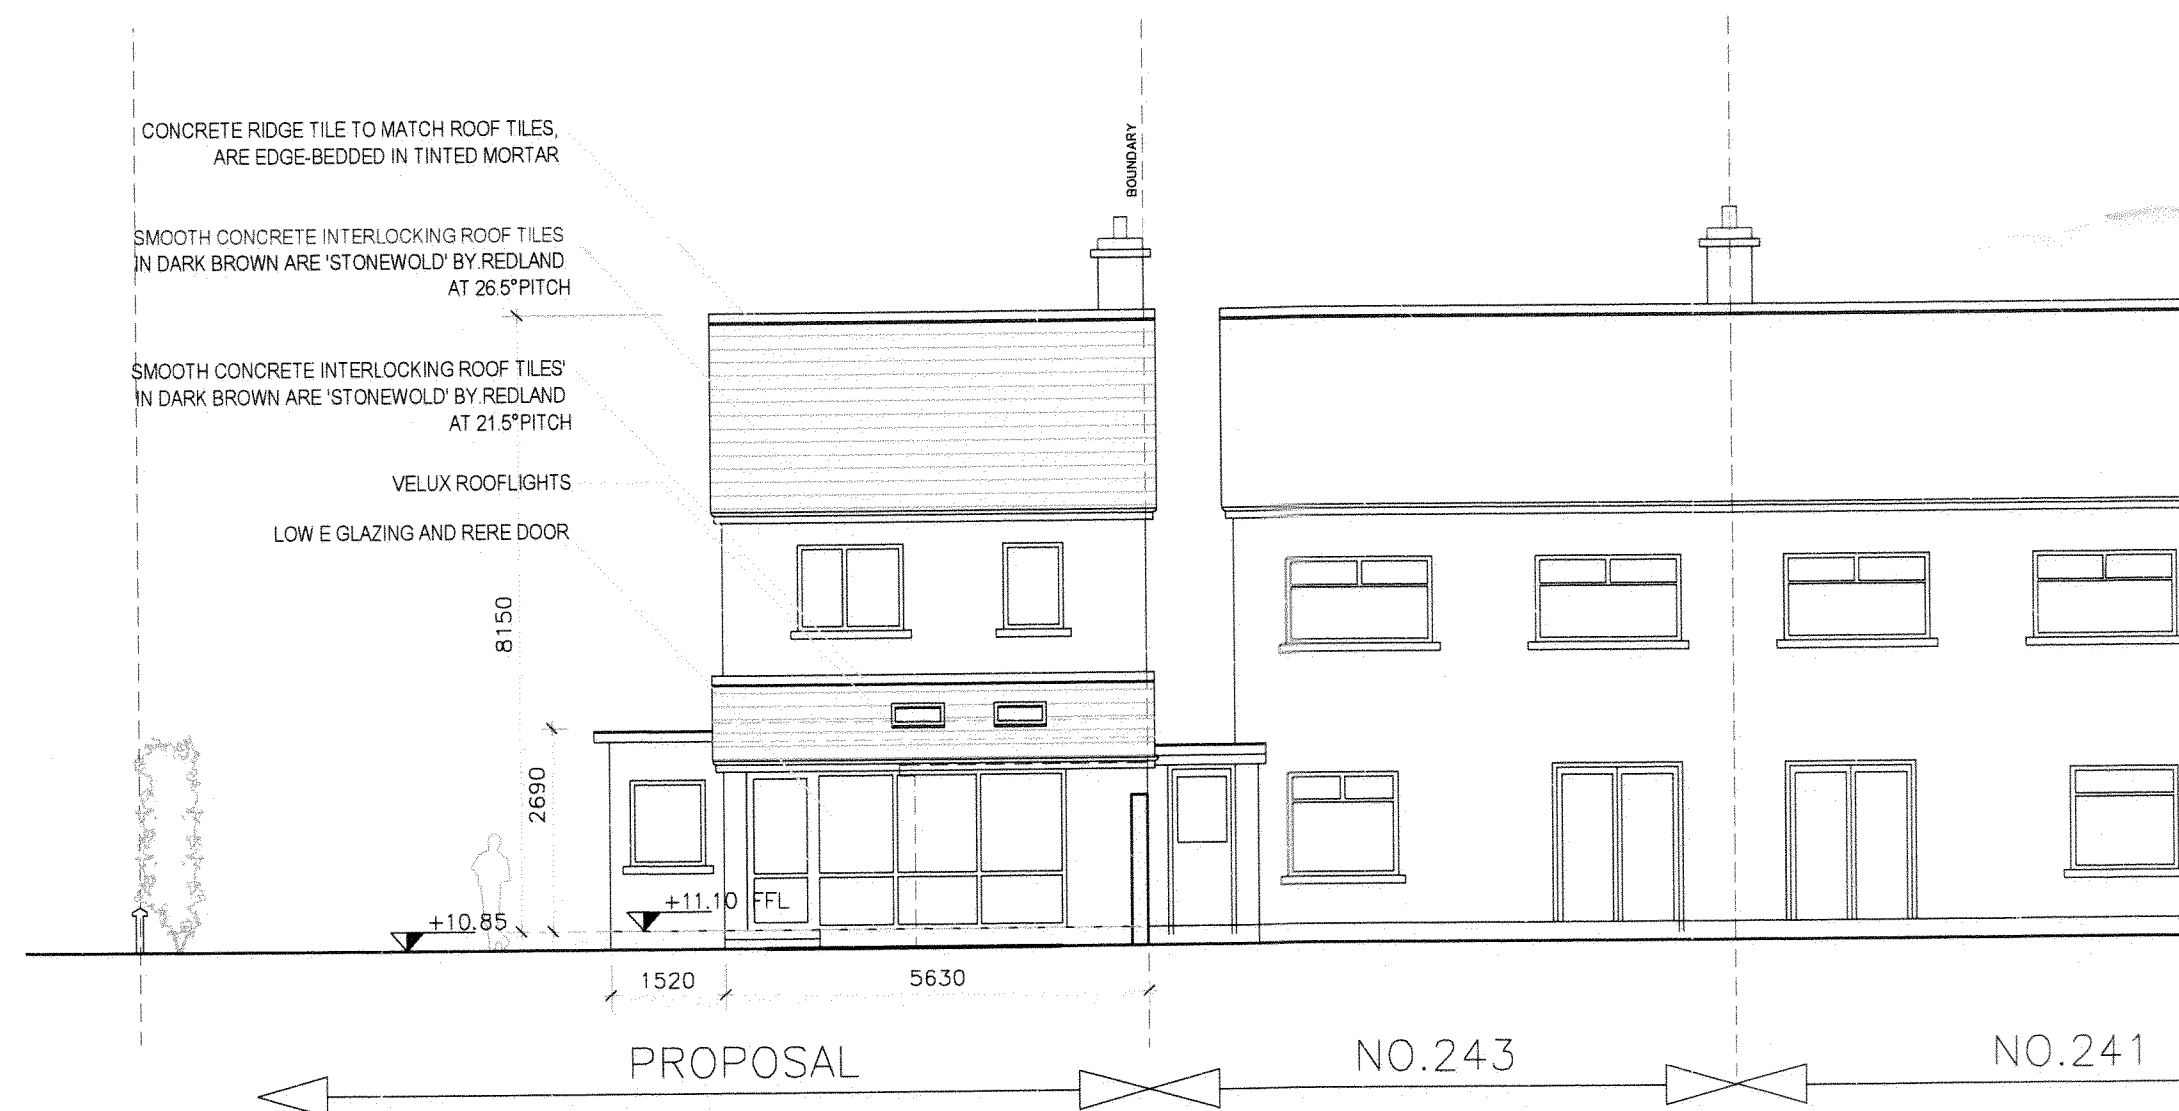 CONCRETE RIDGE TILE TO MATCH ROOF TILES,
ARE EDGE-BEDDED IN TINTED MORTAR
BOUNDARY
SMOOTH CONCRETE INTERLOCKING ROOF TILES
IN DARK BROWN ARE 'STONEWOLD' BY.REDLAND
AT 26.5°PITCH
SMOOTH CONCRETE INTERLOCKING ROOF TILES'
IN DARK BROWN ARE 'STONEWOLD' BY.REDLAND
AT 21.5°PITCH
VELUX ROOFLIGHTS
LOW E GLAZING AND RERE DOOR
8150
2690
+11.10 FFL
+10.85
1520
5630
PROPOSAL
NO.243
NO.241